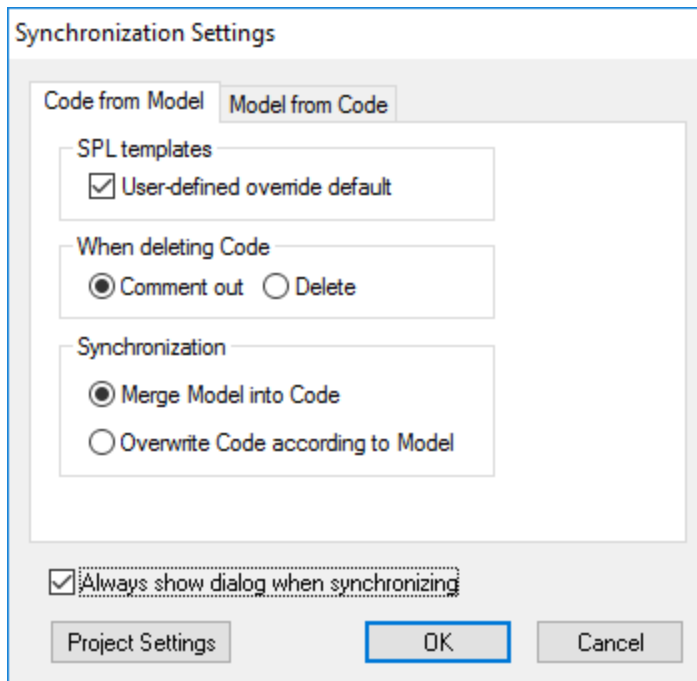 Synchronization Settings
Code from Model Model from Code
SPL templates
User-defined override default
When deleting Code
Comment out Delete
Synchronization
Merge Model into Code
Overwrite Code according to Model
Always show dialog when synchronizing
Project Settings OK Cancel